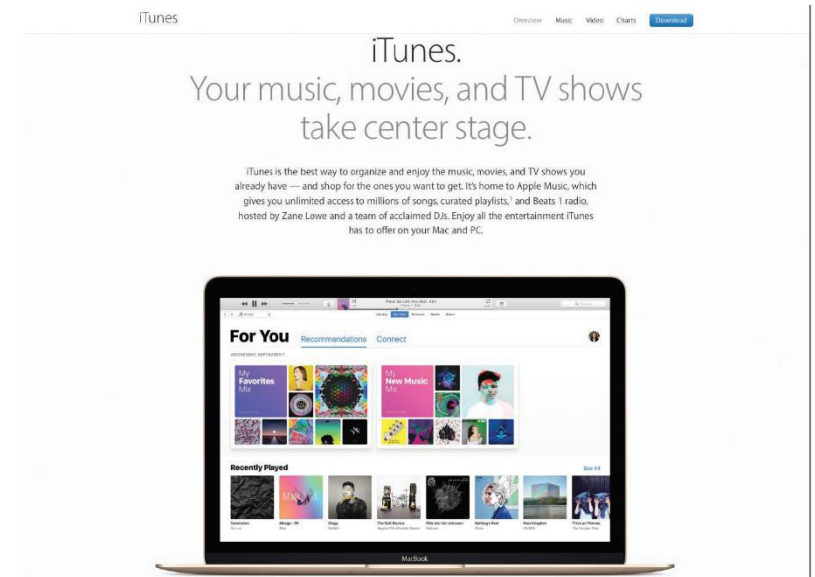 iTunes
Overview Music Video Charts Download
iTunes.
Your music, movies, and TV shows
take center stage.
iTunes is the best way to organize and enjoy the music, movies, and TV shows you
already have — and shop for the ones you want to get. It's home to Apple Music, which
gives you unlimited access to millions of songs, curated playlists,¹ and Beats 1 radio,
hosted by Zane Lowe and a team of acclaimed DJs. Enjoy all the entertainment iTunes
has to offer on your Mac and PC.
For You Recommendations Connect
WEDNESDAY, SEPTEMBER 7
My
Favorites
Mix
My
New Music
Mix
Recently Played See All
MacBook